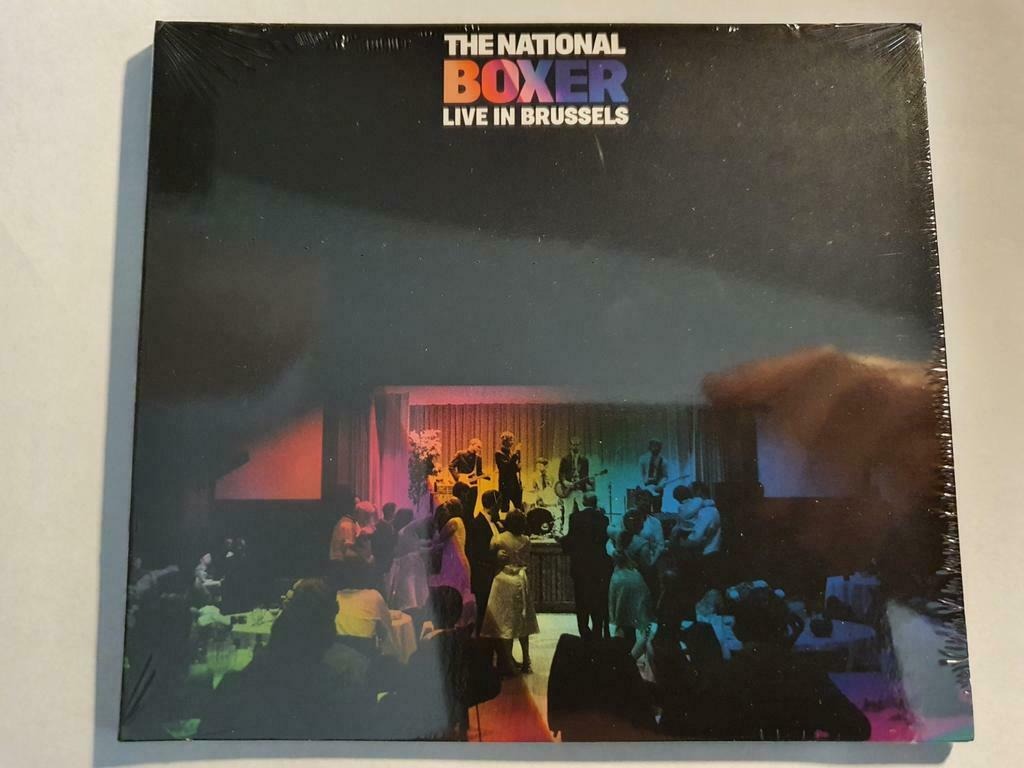 THE NATIONAL
BOXER
LIVE IN BRUSSELS